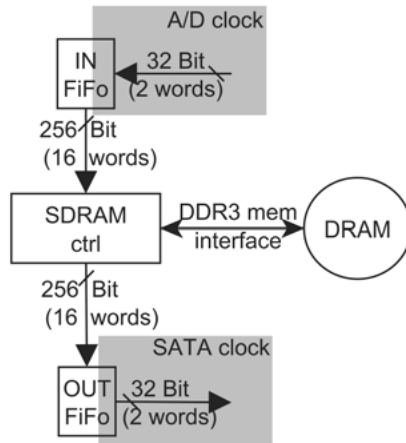 A/D clock
IN
FiFo
32 Bit
(2 words)
256 Bit
(16 words)
SDRAM
ctrl
DDR3 mem
interface
DRAM
256 Bit
(16 words)
SATA clock
OUT
FiFo
32 Bit
(2 words)